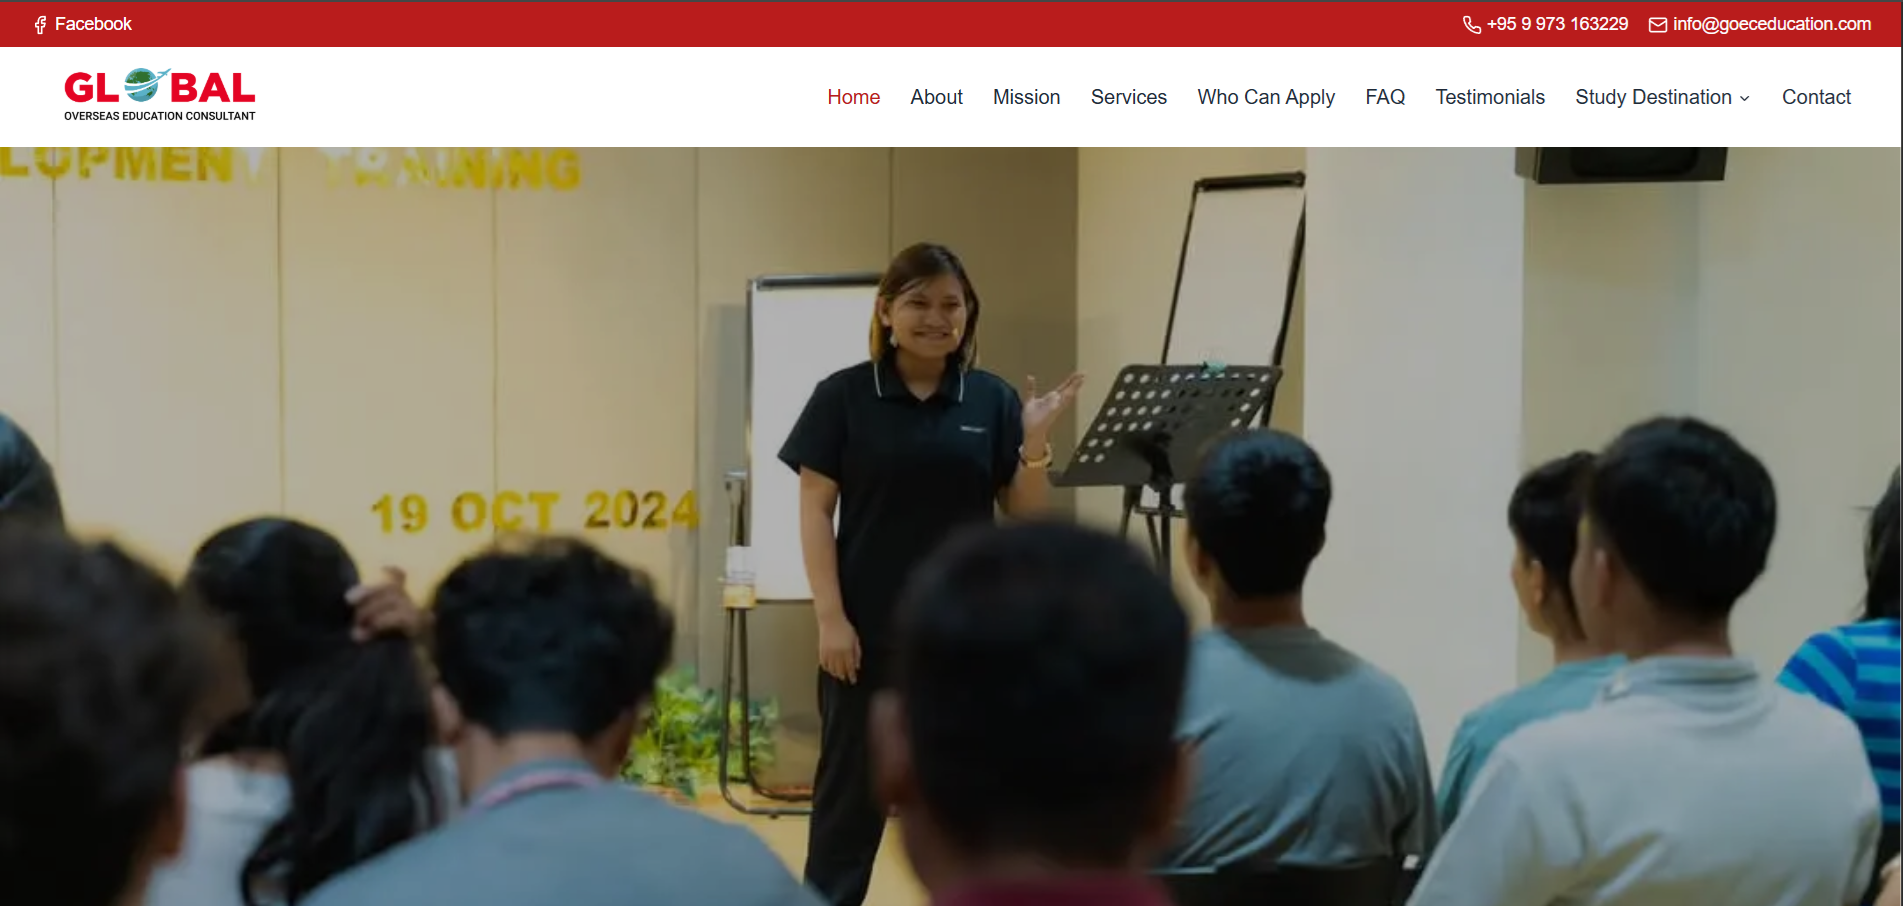 Facebook
+95 9 973 163229
info@goeceducation.com
GLOBAL
OVERSEAS EDUCATION CONSULTANT
Home
About
Mission
Services
Who Can Apply
FAQ
Testimonials
Study Destination
Contact
LOPMENT TRAINING
19 OCT 2024